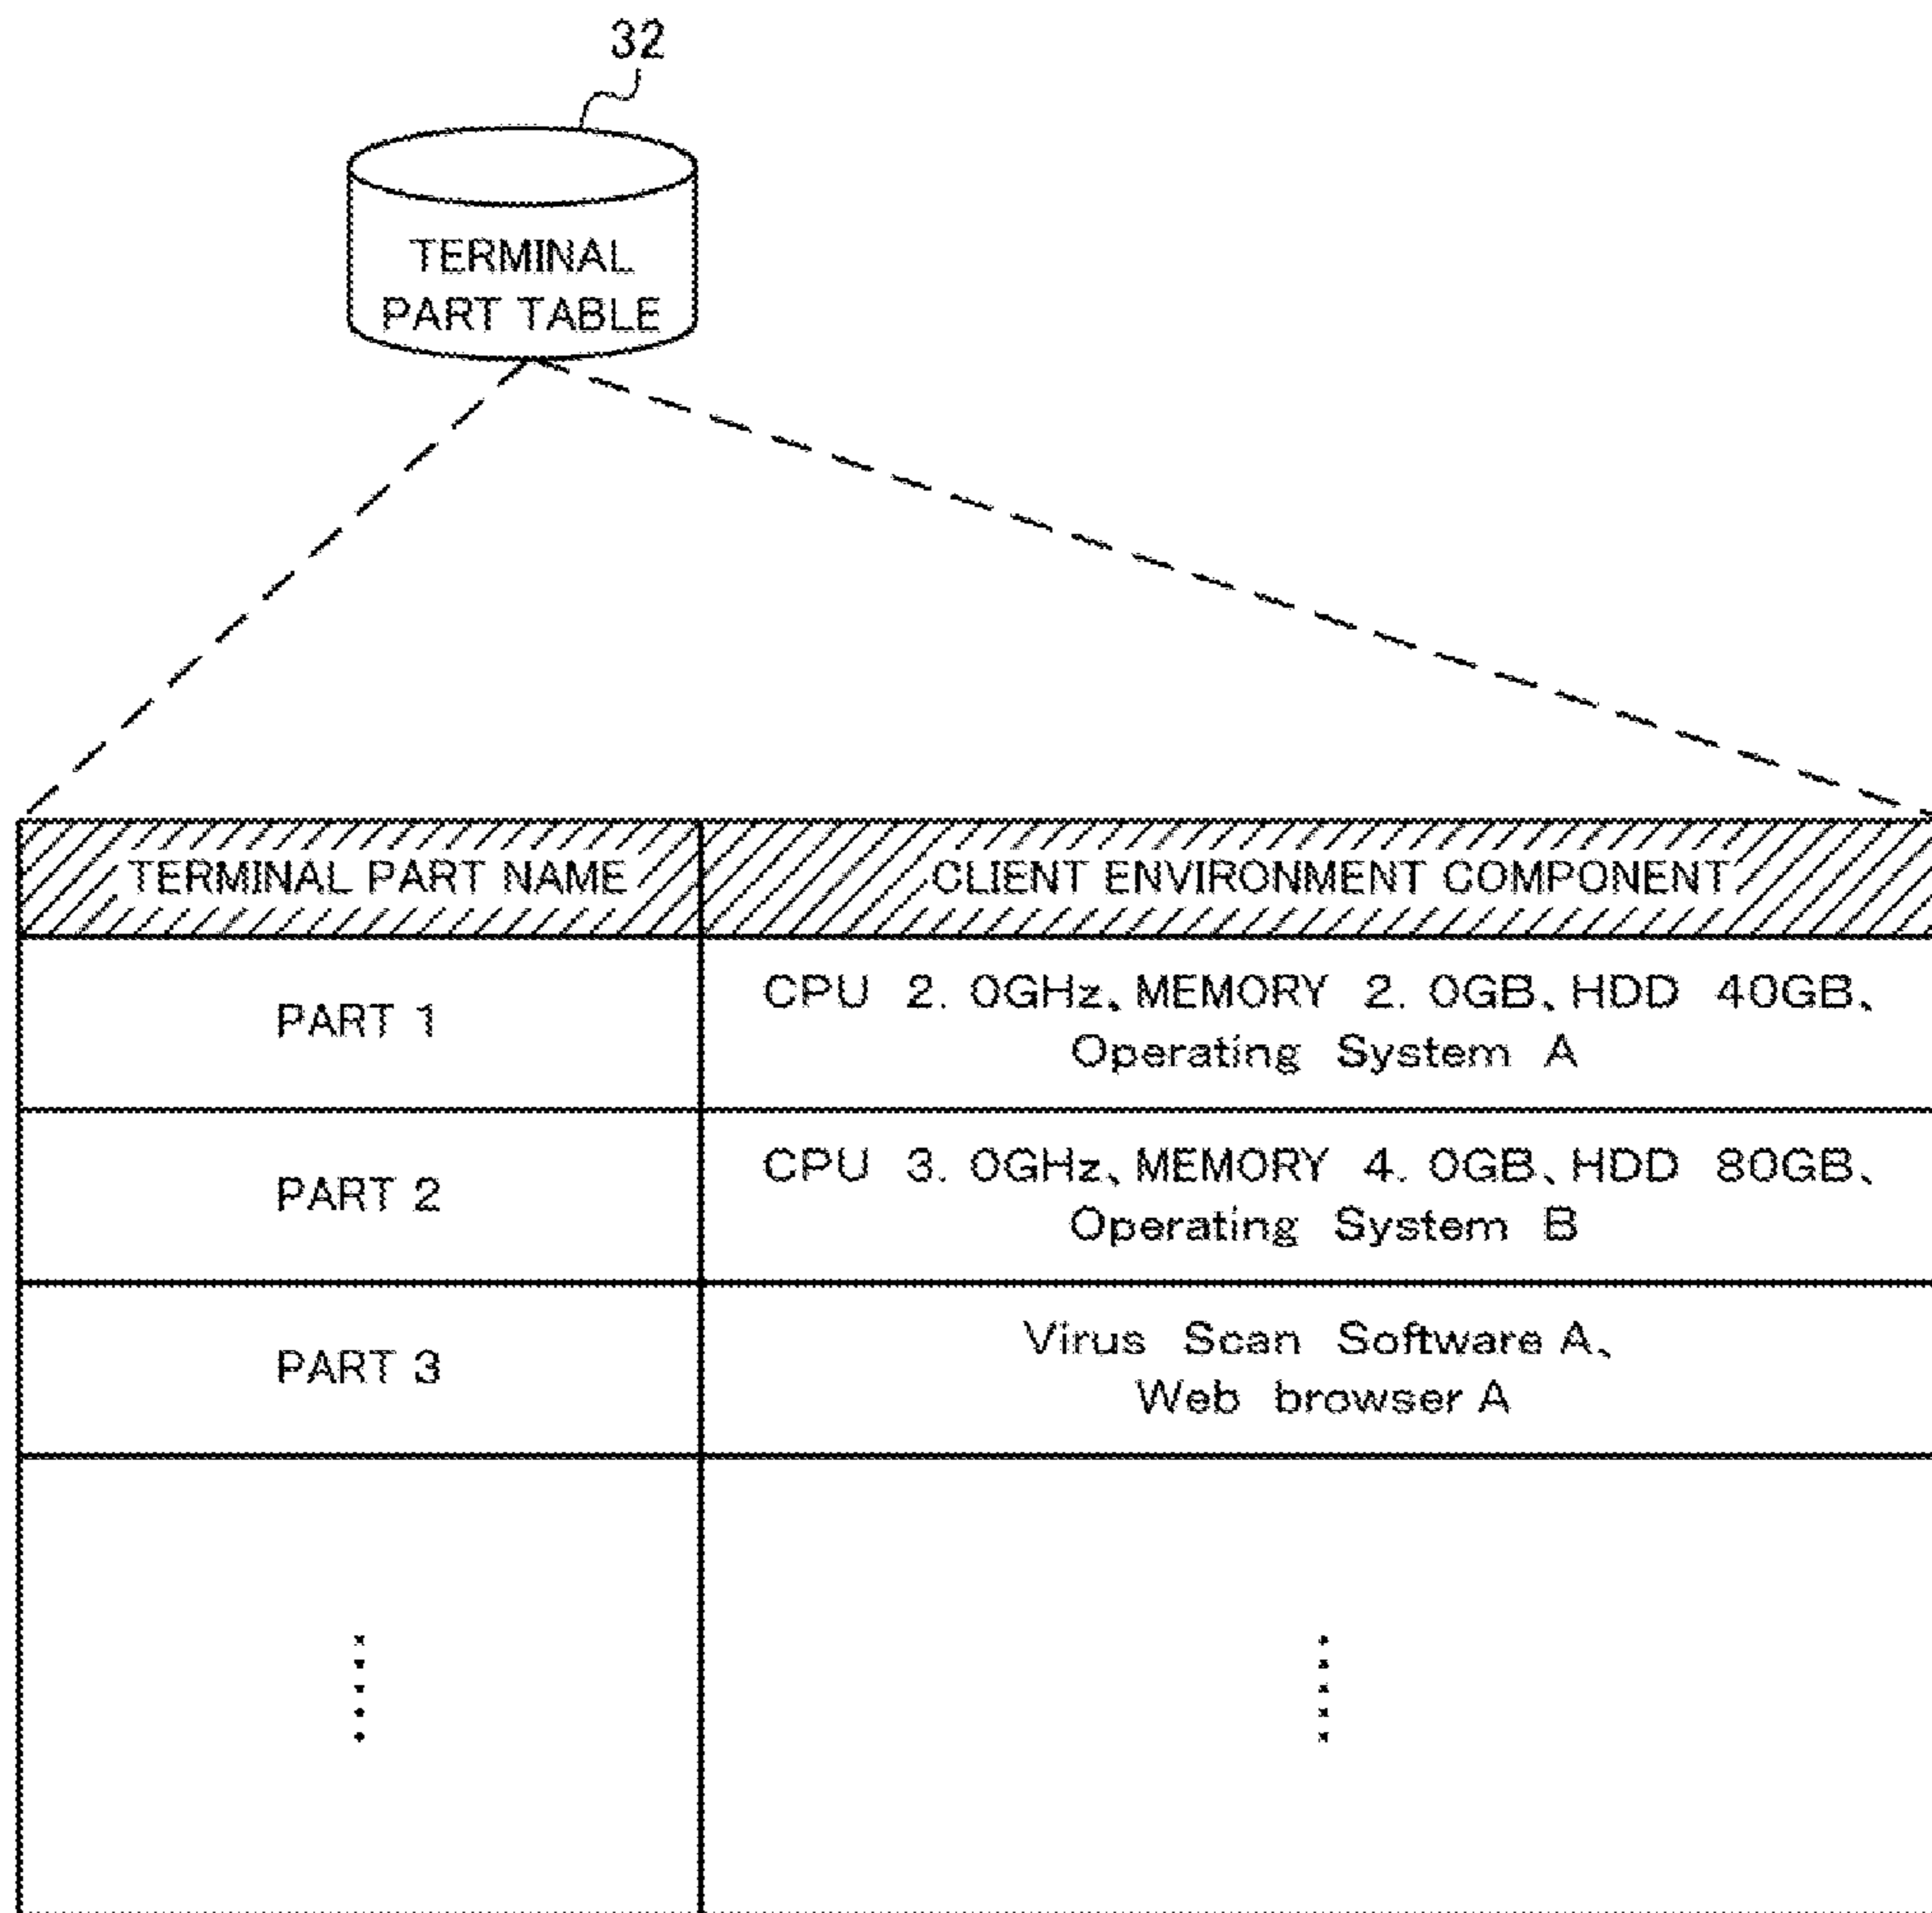 32
TERMINAL
PART TABLE
TERMINAL PART NAME
CLIENT ENVIRONMENT COMPONENT
PART 1
CPU 2. 0GHz、MEMORY 2. 0GB、HDD 40GB、
Operating System A
PART 2
CPU 3. 0GHz、MEMORY 4. 0GB、HDD 80GB、
Operating System B
PART 3
Virus Scan Software A、
Web browser A